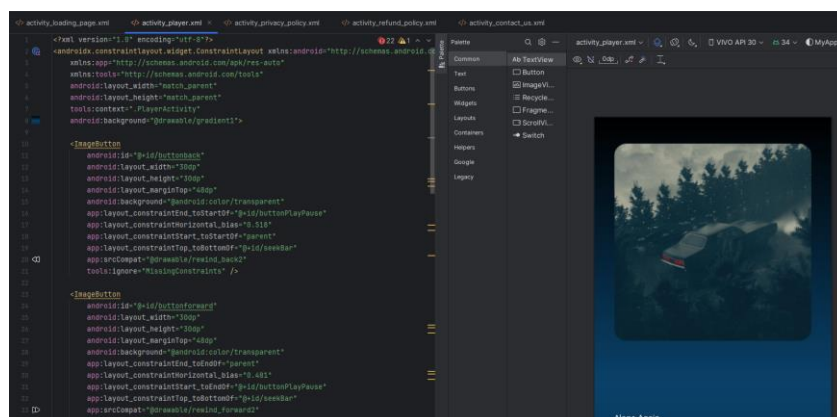 activity_loading_page.xml activity_player.xml activity_privacy_policy.xml activity_refund_policy.xml activity_contact_us.xml
<?xml version="1.0" encoding="utf-8"?>
<androidx.constraintlayout.widget.ConstraintLayout xmlns:android="http://schemas.android.co
xmlns:app="http://schemas.android.com/apk/res-auto"
xmlns:tools="http://schemas.android.com/tools"
android:layout_width="match_parent"
android:layout_height="match_parent"
tools:context=".PlayerActivity"
android:background="@drawable/gradient1">
<ImageButton
android:id="@+id/buttonback"
android:layout_width="30dp"
android:layout_height="30dp"
android:layout_marginTop="40dp"
android:background="@android:color/transparent"
app:layout_constraintEnd_toStartOf="@+id/buttonPlayPause"
app:layout_constraintHorizontal_bias="0.518"
app:layout_constraintStart_toStartOf="parent"
app:layout_constraintTop_toBottomOf="@+id/seekBar"
app:srcCompat="@drawable/rewind_back2"
tools:ignore="MissingConstraints" />
<ImageButton
android:id="@+id/buttonforward"
android:layout_width="30dp"
android:layout_height="30dp"
android:layout_marginTop="40dp"
android:background="@android:color/transparent"
app:layout_constraintEnd_toEndOf="parent"
app:layout_constraintHorizontal_bias="0.481"
app:layout_constraintStart_toEndOf="@+id/buttonPlayPause"
app:layout_constraintTop_toBottomOf="@+id/seekBar"
app:srcCompat="@drawable/rewind_forward2"
22 1
Palette
Palette
Common
Text
Buttons
Widgets
Layouts
Containers
Helpers
Google
Legacy
Ab TextView
Button
ImageVi...
Recycle...
Fragme...
ScrollVi...
Switch
activity_player.xml VIVO API 30 34 MyApp
0dp